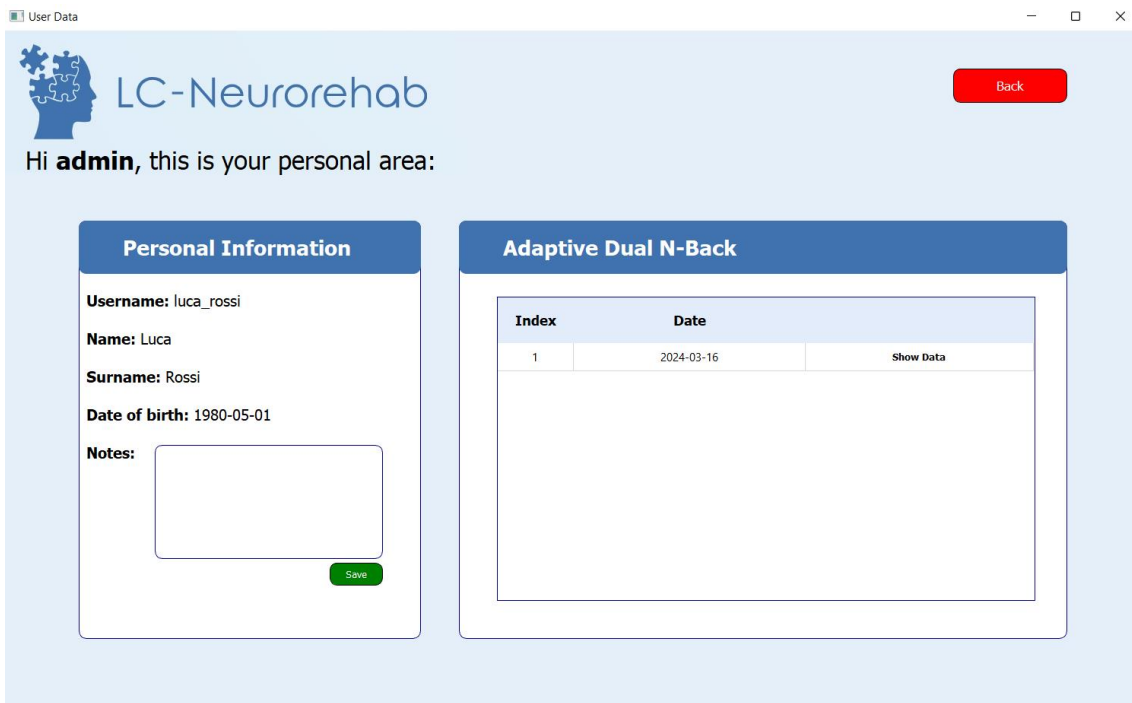 User Data
LC-Neurorehab
Back
Hi admin, this is your personal area:
Personal Information
Username: luca_rossi
Name: Luca
Surname: Rossi
Date of birth: 1980-05-01
Notes:
Save
Adaptive Dual N-Back
Index Date
1 2024-03-16 Show Data